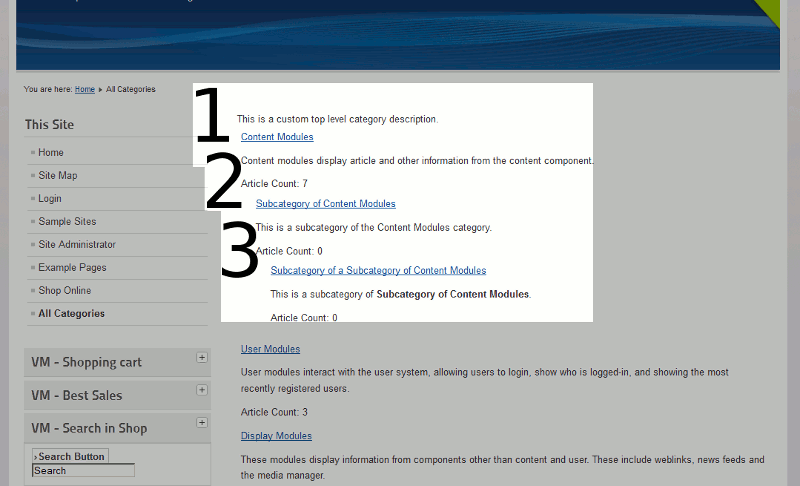 You are here: Home ▸ All Categories
This Site
Home
Site Map
Login
Sample Sites
Site Administrator
Example Pages
Shop Online
All Categories
VM - Shopping cart +
VM - Best Sales +
VM - Search in Shop +
› Search Button
Search
1
This is a custom top level category description.
Content Modules
2
Content modules display article and other information from the content component.
Article Count: 7
Subcategory of Content Modules
3
This is a subcategory of the Content Modules category.
Article Count: 0
Subcategory of a Subcategory of Content Modules
This is a subcategory of Subcategory of Content Modules.
Article Count: 0
User Modules
User modules interact with the user system, allowing users to login, show who is logged-in, and showing the most
recently registered users.
Article Count: 3
Display Modules
These modules display information from components other than content and user. These include weblinks, news feeds and
the media manager.